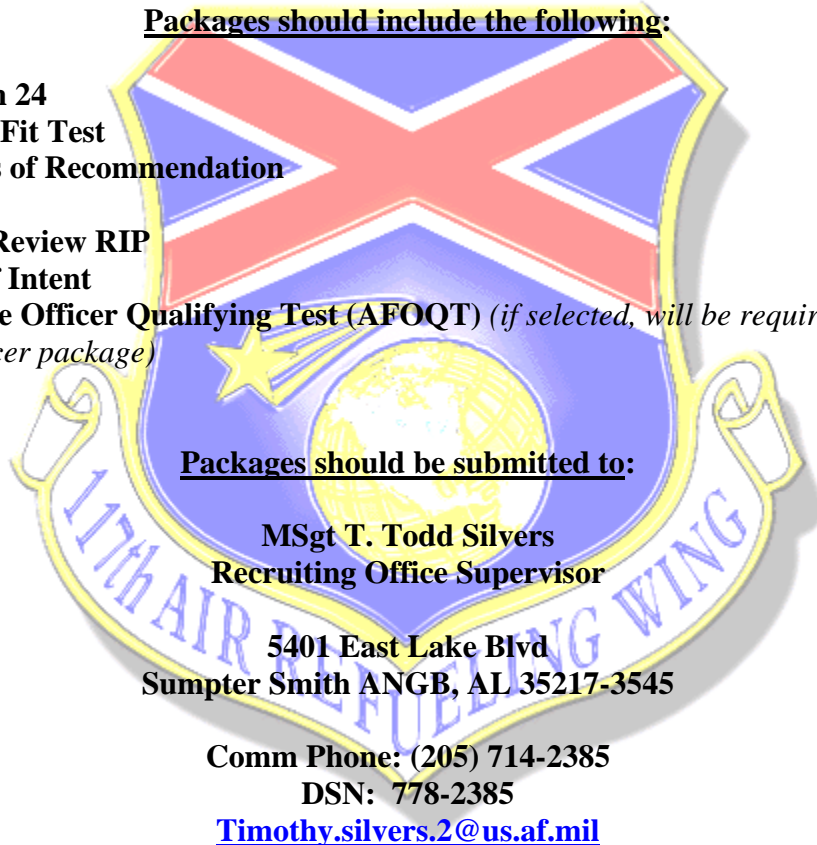 Packages should include the following:
24
Fit Test
of Recommendation
Review RIP
Intent
Officer Qualifying Test (AFOQT) (if selected, will be
package)
Packages should be submitted to:
MSgt T. Todd Silvers
Recruiting Office Supervisor
5401 East Lake Blvd
Sumpter Smith ANGB, AL 35217-3545
Comm Phone: (205) 714-2385
DSN: 778-2385
Timothy.silvers.2@us.af.mil
117th AIR REFUELING WING